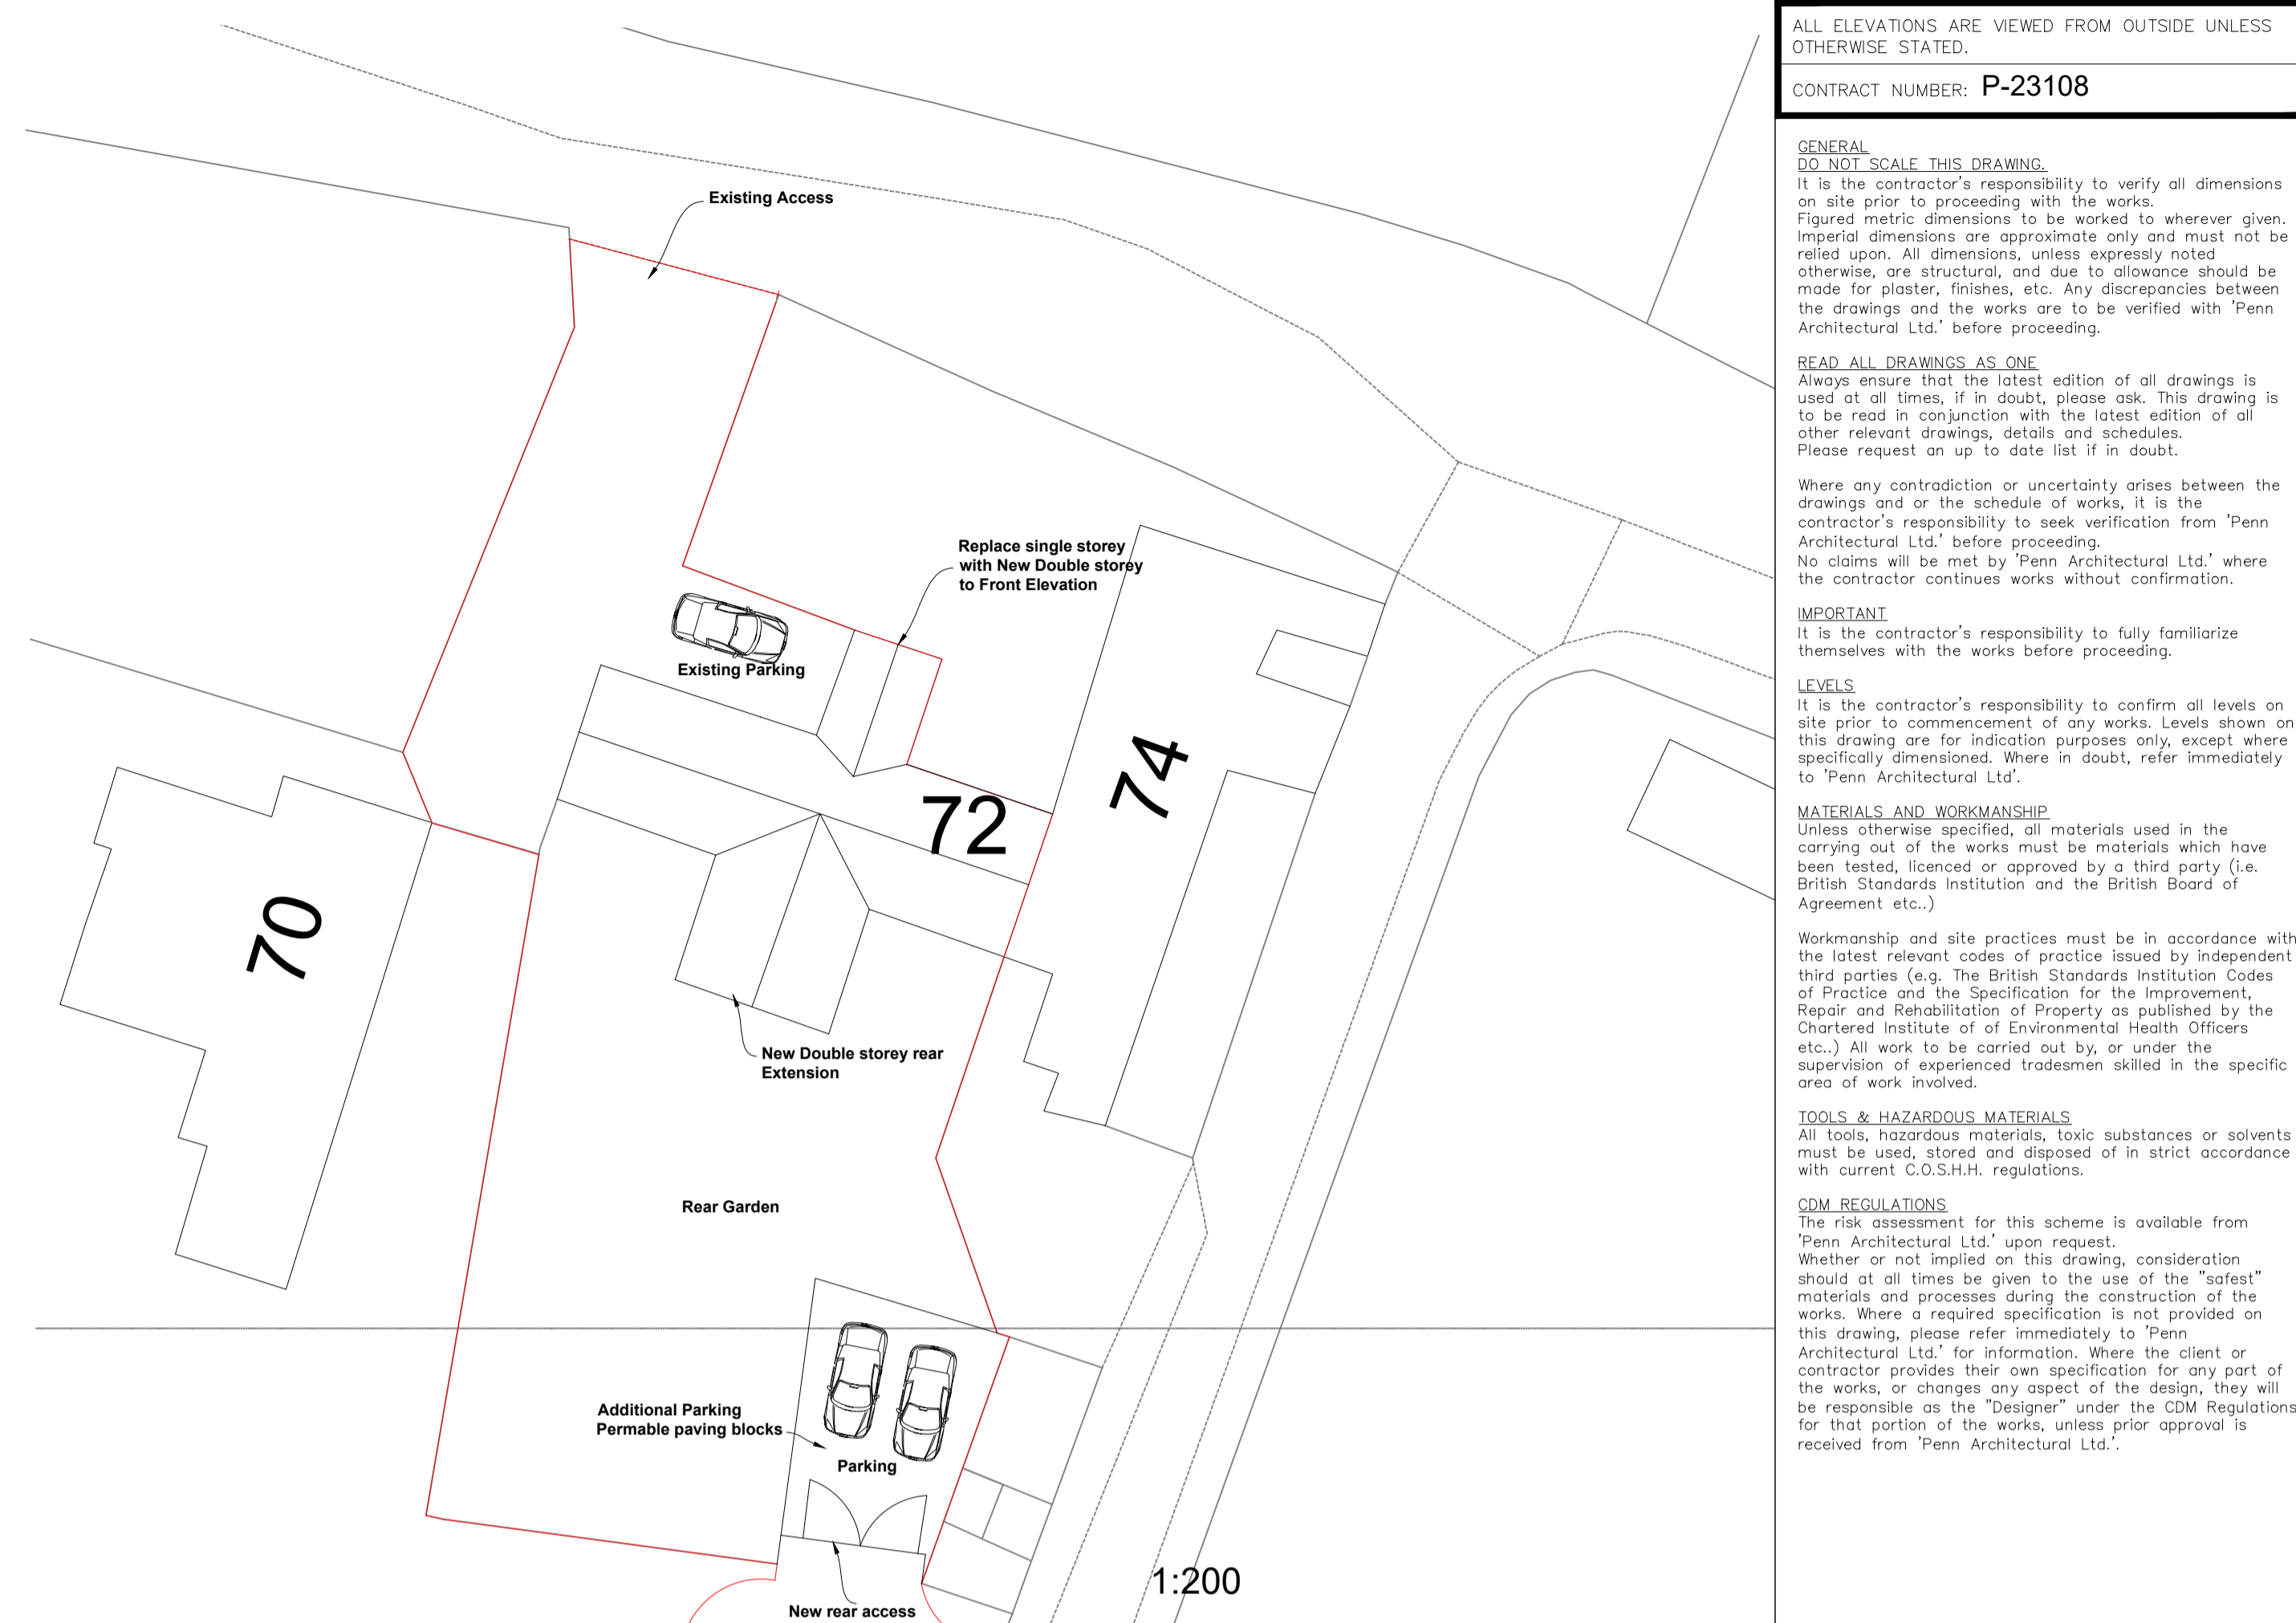 Existing Access
Replace single storey
with New Double storey
to Front Elevation
Existing Parking
72
74
70
New Double storey rear
Extension
Rear Garden
Additional Parking
Permable paving blocks
Parking
New rear access
1:200
ALL ELEVATIONS ARE VIEWED FROM OUTSIDE UNLESS
OTHERWISE STATED.
CONTRACT NUMBER: P-23108
GENERAL
DO NOT SCALE THIS DRAWING.
It is the contractor's responsibility to verify all dimensions
on site prior to proceeding with the works.
Figured metric dimensions to be worked to wherever given.
Imperial dimensions are approximate only and must not be
relied upon. All dimensions, unless expressly noted
otherwise, are structural, and due to allowance should be
made for plaster, finishes, etc. Any discrepancies between
the drawings and the works are to be verified with 'Penn
Architectural Ltd.' before proceeding.
READ ALL DRAWINGS AS ONE
Always ensure that the latest edition of all drawings is
used at all times, if in doubt, please ask. This drawing is
to be read in conjunction with the latest edition of all
other relevant drawings, details and schedules.
Please request an up to date list if in doubt.
Where any contradiction or uncertainty arises between the
drawings and or the schedule of works, it is the
contractor's responsibility to seek verification from 'Penn
Architectural Ltd.' before proceeding.
No claims will be met by 'Penn Architectural Ltd.' where
the contractor continues works without confirmation.
IMPORTANT
It is the contractor's responsibility to fully familiarize
themselves with the works before proceeding.
LEVELS
It is the contractor's responsibility to confirm all levels on
site prior to commencement of any works. Levels shown on
this drawing are for indication purposes only, except where
specifically dimensioned. Where in doubt, refer immediately
to 'Penn Architectural Ltd'.
MATERIALS AND WORKMANSHIP
Unless otherwise specified, all materials used in the
carrying out of the works must be materials which have
been tested, licenced or approved by a third party (i.e.
British Standards Institution and the British Board of
Agreement etc..)
Workmanship and site practices must be in accordance with
the latest relevant codes of practice issued by independent
third parties (e.g. The British Standards Institution Codes
of Practice and the Specification for the Improvement,
Repair and Rehabilitation of Property as published by the
Chartered Institute of of Environmental Health Officers
etc..) All work to be carried out by, or under the
supervision of experienced tradesmen skilled in the specific
area of work involved.
TOOLS & HAZARDOUS MATERIALS
All tools, hazardous materials, toxic substances or solvents
must be used, stored and disposed of in strict accordance
with current C.O.S.H.H. regulations.
CDM REGULATIONS
The risk assessment for this scheme is available from
'Penn Architectural Ltd.' upon request.
Whether or not implied on this drawing, consideration
should at all times be given to the use of the "safest"
materials and processes during the construction of the
works. Where a required specification is not provided on
this drawing, please refer immediately to 'Penn
Architectural Ltd.' for information. Where the client or
contractor provides their own specification for any part of
the works, or changes any aspect of the design, they will
be responsible as the "Designer" under the CDM Regulations
for that portion of the works, unless prior approval is
received from 'Penn Architectural Ltd.'.